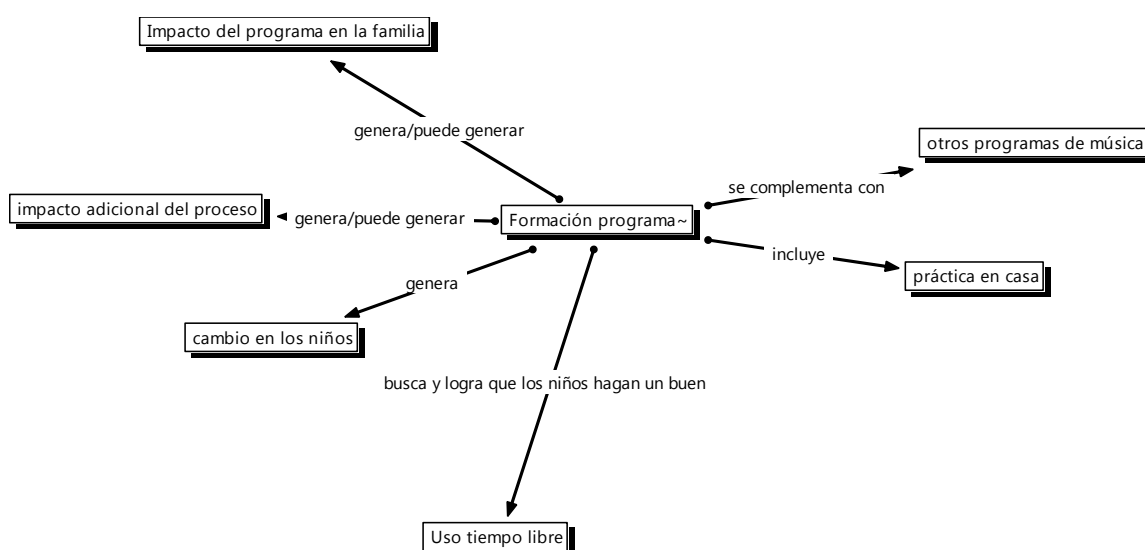 Impacto del programa en la familia
genera/puede generar
otros programas de música
se complementa con
impacto adicional del proceso
genera/puede generar
Formación programa~
incluye
práctica en casa
genera
cambio en los niños
busca y logra que los niños hagan un buen
Uso tiempo libre